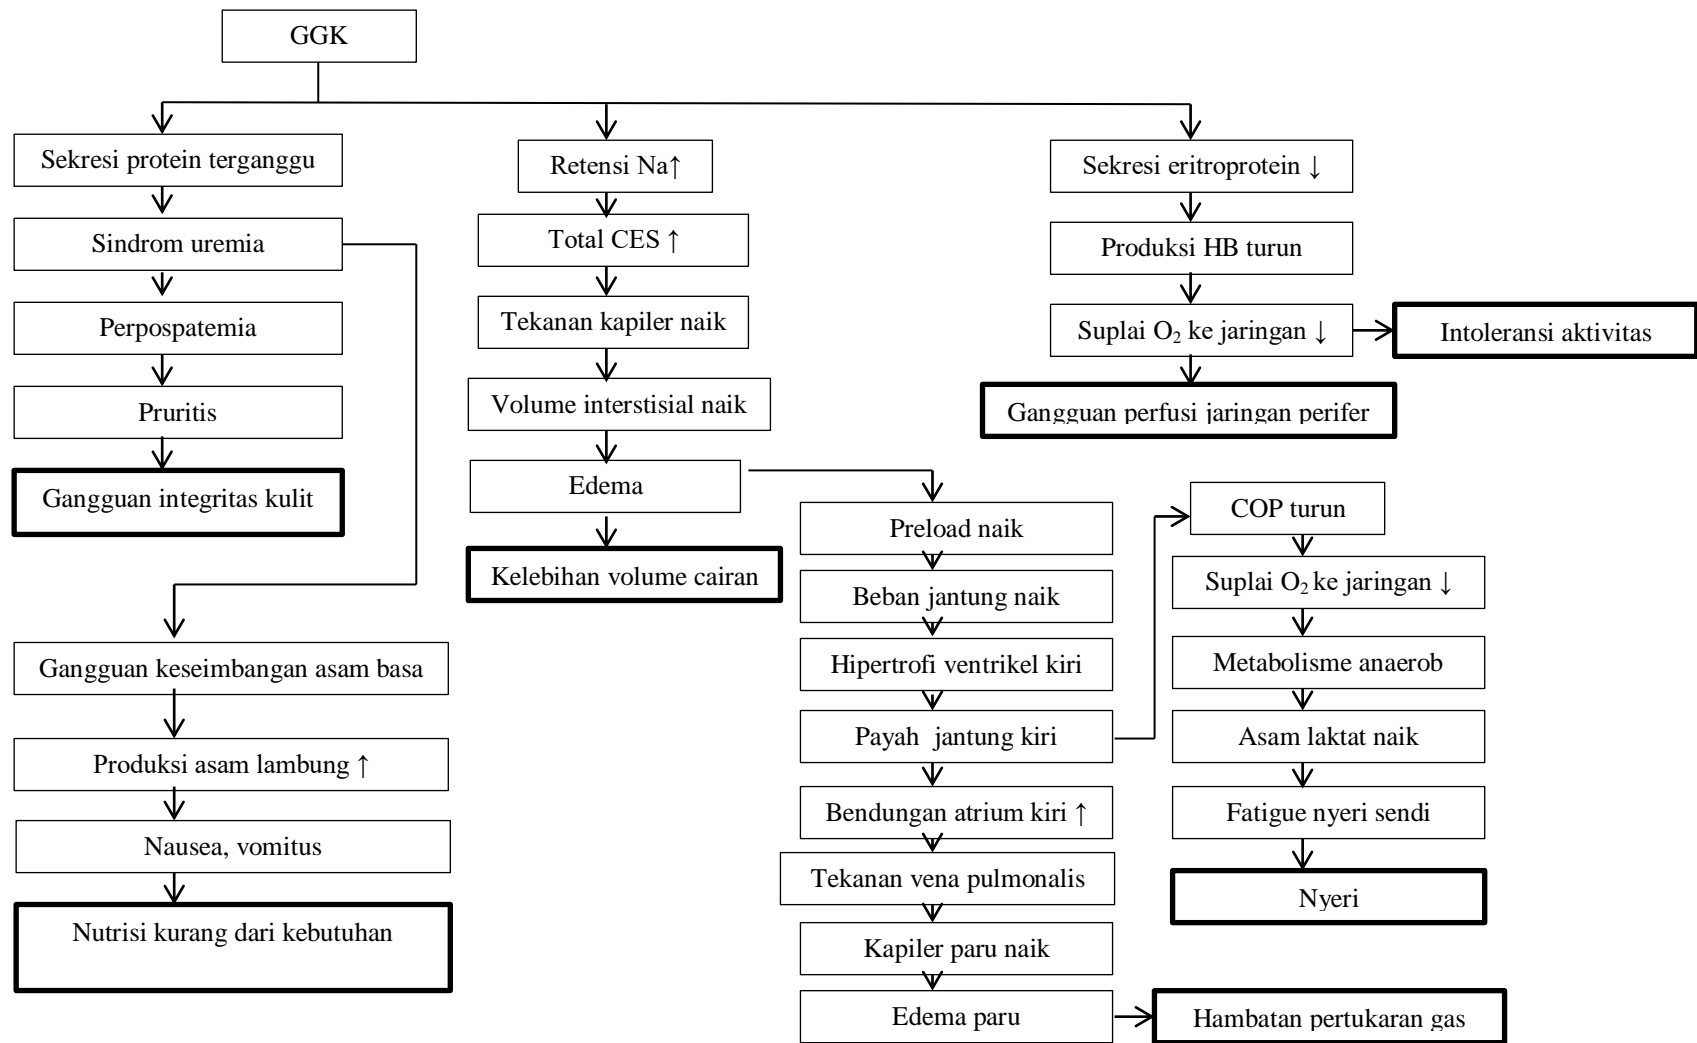 GGK
Sekresi protein terganggu
Sindrom uremia
Perpospatemia
Pruritis
Gangguan integritas kulit
Gangguan keseimbangan asam basa
Produksi asam lambung ↑
Nausea, vomitus
Nutrisi kurang dari kebutuhan
Retensi Na↑
Total CES ↑
Tekanan kapiler naik
Volume interstisial naik
Edema
Kelebihan volume cairan
Preload naik
Beban jantung naik
Hipertrofi ventrikel kiri
Payah jantung kiri
Bendungan atrium kiri ↑
Tekanan vena pulmonalis
Kapiler paru naik
Edema paru
Hambatan pertukaran gas
COP turun
Suplai O₂ ke jaringan ↓
Metabolisme anaerob
Asam laktat naik
Fatigue nyeri sendi
Nyeri
Sekresi eritroprotein ↓
Produksi HB turun
Suplai O₂ ke jaringan ↓
Intoleransi aktivitas
Gangguan perfusi jaringan perifer